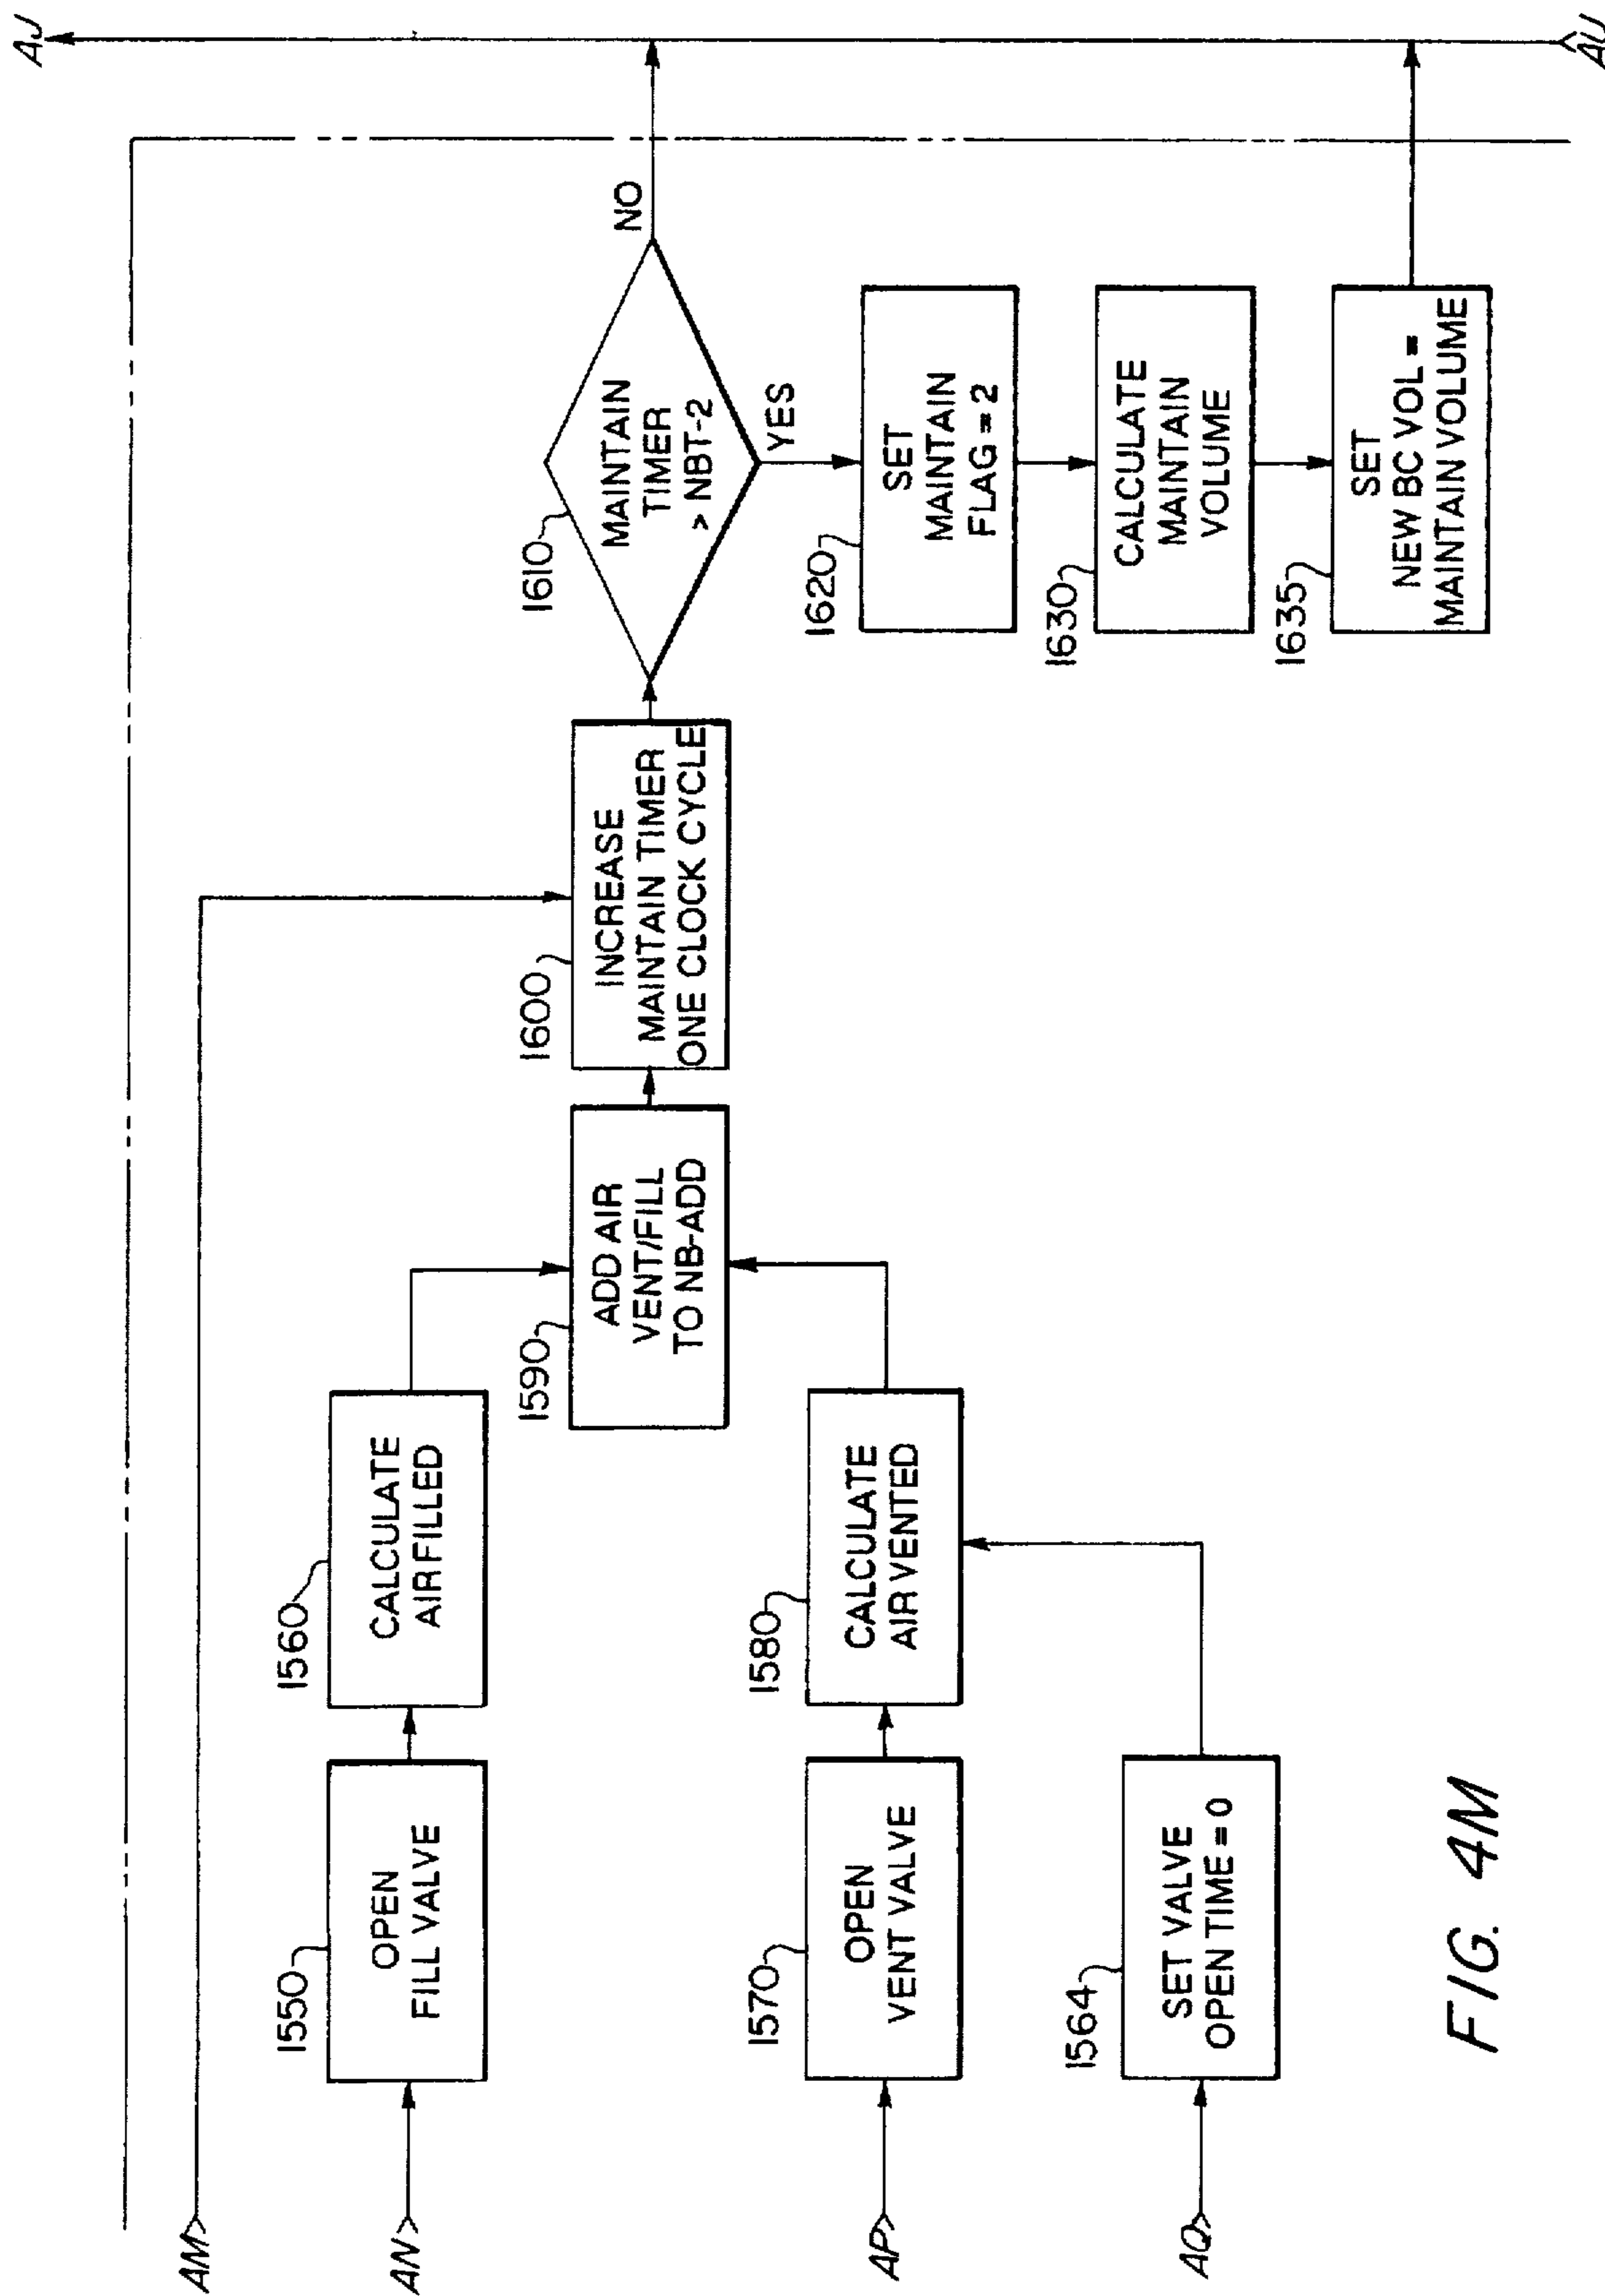 AM
AN
1550
OPEN
FILL VALVE
1560
CALCULATE
AIR FILLED
AP
1570
OPEN
VENT VALVE
1580
CALCULATE
AIR VENTED
AQ
1564
SET VALVE
OPEN TIME = 0
1590
ADD AIR
VENT/FILL
TO NB-ADD
1600
INCREASE
MAINTAIN TIMER
ONE CLOCK CYCLE
1610
MAINTAIN
TIMER
> NBT-2
NO
YES
1620
SET
MAINTAIN
FLAG = 2
1630
CALCULATE
MAINTAIN
VOLUME
1635
SET
NEW BC VOL =
MAINTAIN VOLUME
AJ
AU
FIG. 4M